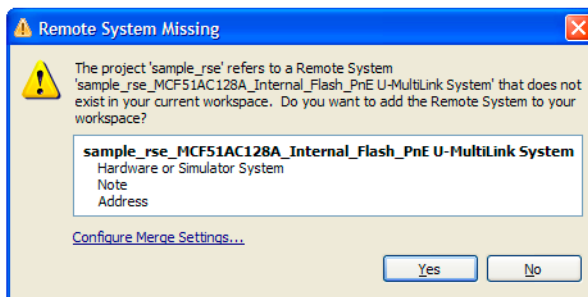 Remote System Missing
The project 'sample_rse' refers to a Remote System
'sample_rse_MCF51AC128A_Internal_Flash_PnE U-MultiLink System' that does not
exist in your current workspace. Do you want to add the Remote System to your
workspace?
sample_rse_MCF51AC128A_Internal_Flash_PnE U-MultiLink System
Hardware or Simulator System
Note
Address
Configure Merge Settings...
Yes No